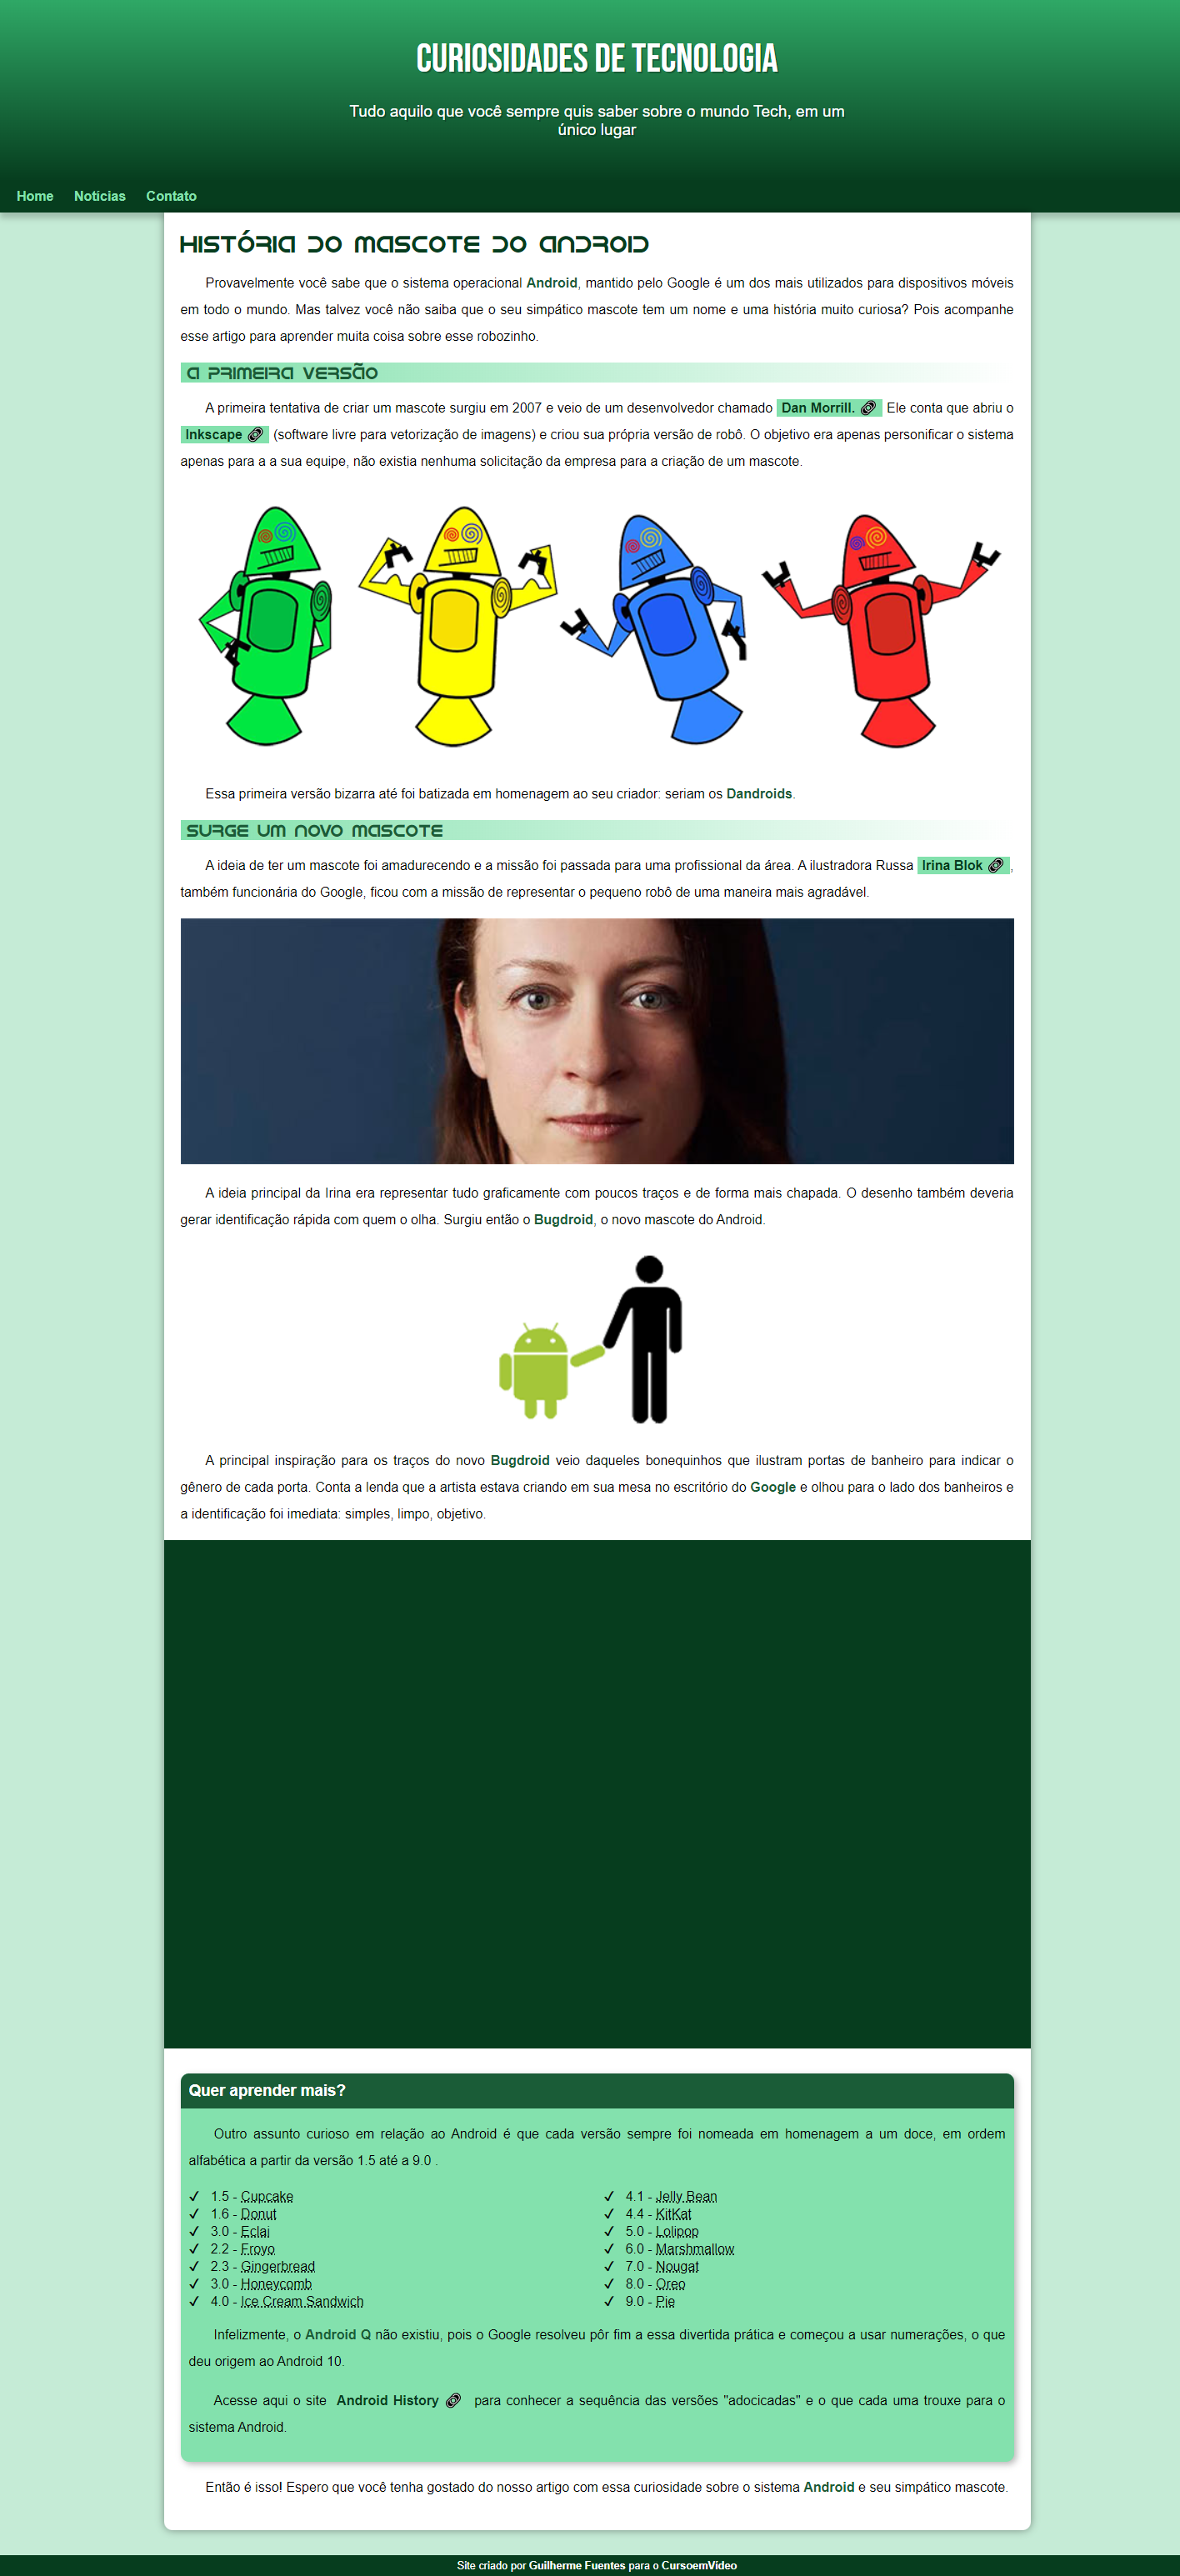 CURIOSIDADES DE TECNOLOGIA
Tudo aquilo que você sempre quis saber sobre o mundo Tech, em um
único lugar
Home Notícias Contato
História do Mascote do Android
Provavelmente você sabe que o sistema operacional Android, mantido pelo Google é um dos mais utilizados para dispositivos móveis
em todo o mundo. Mas talvez você não saiba que o seu simpático mascote tem um nome e uma história muito curiosa? Pois acompanhe
esse artigo para aprender muita coisa sobre esse robozinho.
A primeira versão
A primeira tentativa de criar um mascote surgiu em 2007 e veio de um desenvolvedor chamado Dan Morrill. Ele conta que abriu o
Inkscape (software livre para vetorização de imagens) e criou sua própria versão de robô. O objetivo era apenas personificar o sistema
apenas para a a sua equipe, não existia nenhuma solicitação da empresa para a criação de um mascote.
Essa primeira versão bizarra até foi batizada em homenagem ao seu criador: seriam os Dandroids.
Surge um novo mascote
A ideia de ter um mascote foi amadurecendo e a missão foi passada para uma profissional da área. A ilustradora Russa Irina Blok,
também funcionária do Google, ficou com a missão de representar o pequeno robô de uma maneira mais agradável.
A ideia principal da Irina era representar tudo graficamente com poucos traços e de forma mais chapada. O desenho também deveria
gerar identificação rápida com quem o olha. Surgiu então o Bugdroid, o novo mascote do Android.
A principal inspiração para os traços do novo Bugdroid veio daqueles bonequinhos que ilustram portas de banheiro para indicar o
gênero de cada porta. Conta a lenda que a artista estava criando em sua mesa no escritório do Google e olhou para o lado dos banheiros e
a identificação foi imediata: simples, limpo, objetivo.
Quer aprender mais?
Outro assunto curioso em relação ao Android é que cada versão sempre foi nomeada em homenagem a um doce, em ordem
alfabética a partir da versão 1.5 até a 9.0 .
1.5 - Cupcake
1.6 - Donut
3.0 - Eclai
2.2 - Froyo
2.3 - Gingerbread
3.0 - Honeycomb
4.0 - Ice Cream Sandwich
4.1 - Jelly Bean
4.4 - KitKat
5.0 - Lolipop
6.0 - Marshmallow
7.0 - Nougat
8.0 - Oreo
9.0 - Pie
Infelizmente, o Android Q não existiu, pois o Google resolveu pôr fim a essa divertida prática e começou a usar numerações, o que
deu origem ao Android 10.
Acesse aqui o site Android History para conhecer a sequência das versões "adocicadas" e o que cada uma trouxe para o
sistema Android.
Então é isso! Espero que você tenha gostado do nosso artigo com essa curiosidade sobre o sistema Android e seu simpático mascote.
Site criado por Guilherme Fuentes para o CursoemVideo